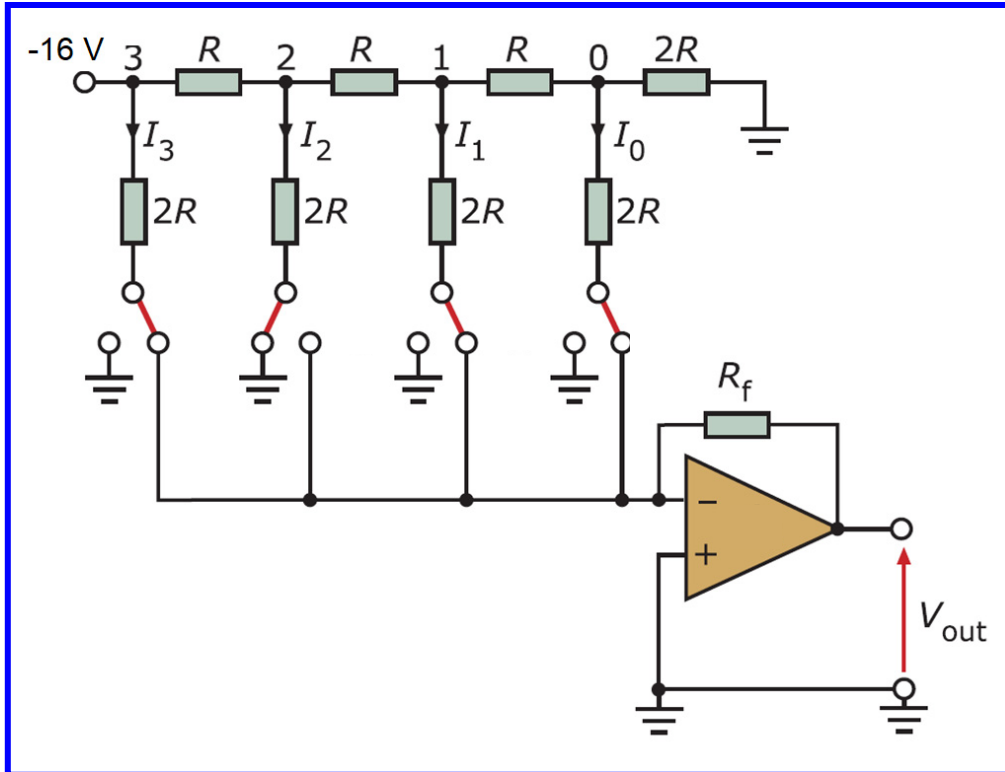 -16 V 3 R 2 R 1 R 0 2R
I3 I2 I1 I0
2R 2R 2R 2R
Rf
−
+
Vout